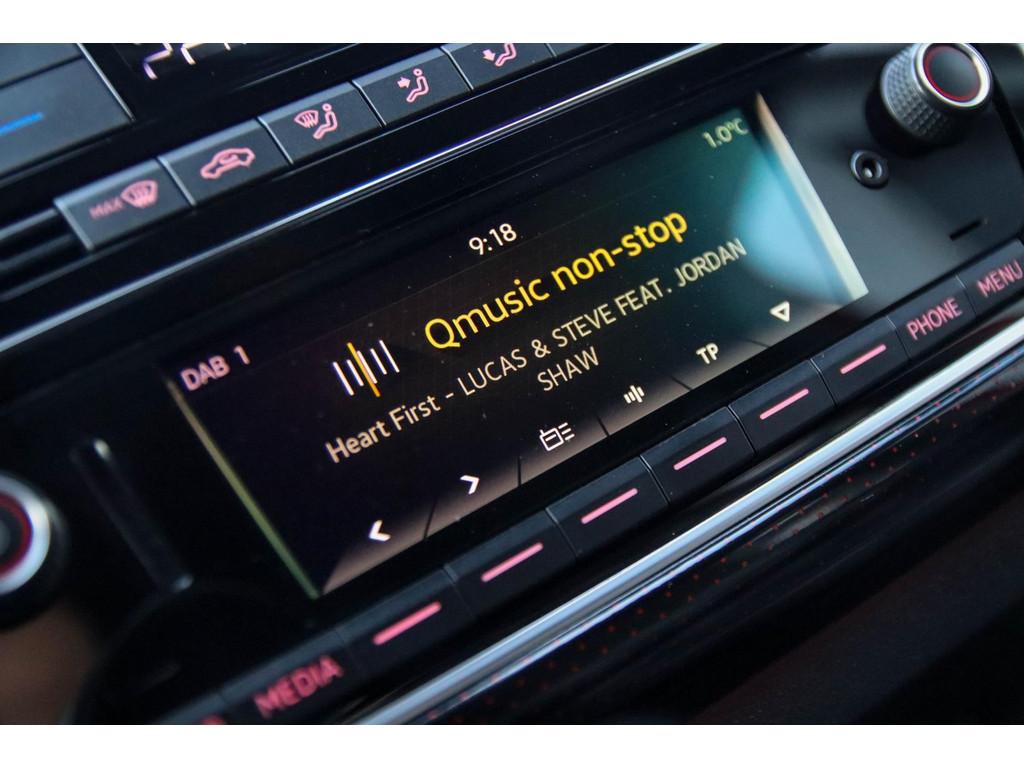 MAX
1.0°C
9:18
DAB 1
Qmusic non-stop
Heart First - LUCAS & STEVE FEAT. JORDAN
SHAW
TP
MEDIA
PHONE
MENU